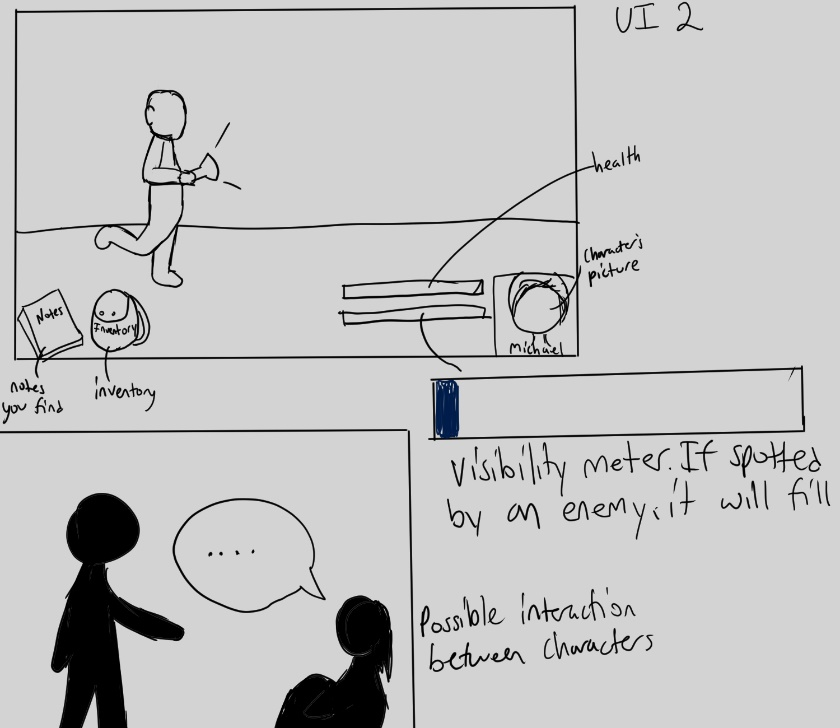 UI 2
health
Character's
picture
Notes
Inventory
Michael
notes
you find
inventory
Visibility meter. If spotted
by an enemy, it will fill
....
Possible interaction
between characters